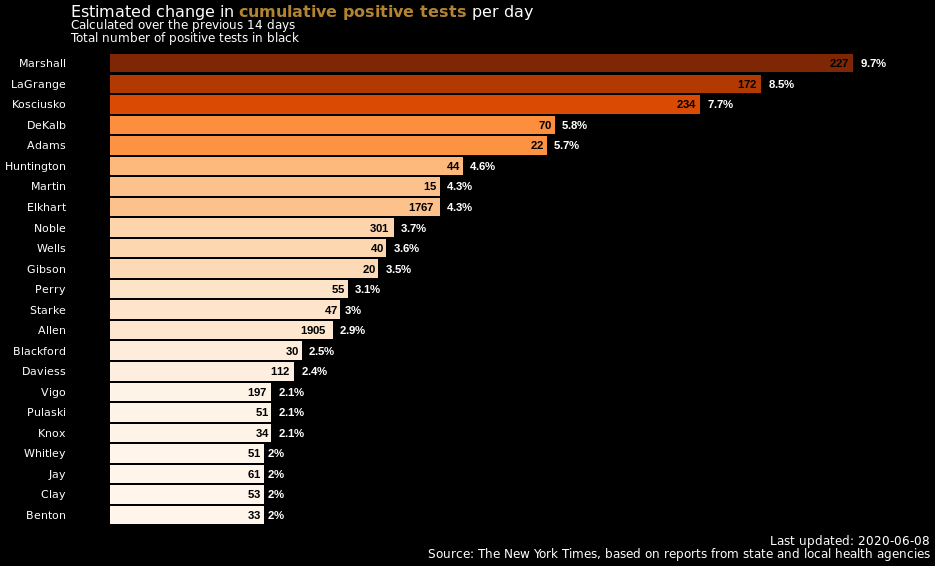 Estimated change in cumulative positive tests per day
Calculated over the previous 14 days
Total number of positive tests in black
Marshall 227 9.7%
LaGrange 172 8.5%
Kosciusko 234 7.7%
DeKalb 70 5.8%
Adams 22 5.7%
Huntington 44 4.6%
Martin 15 4.3%
Elkhart 1767 4.3%
Noble 301 3.7%
Wells 40 3.6%
Gibson 20 3.5%
Perry 55 3.1%
Starke 47 3%
Allen 1905 2.9%
Blackford 30 2.5%
Daviess 112 2.4%
Vigo 197 2.1%
Pulaski 51 2.1%
Knox 34 2.1%
Whitley 51 2%
Jay 61 2%
Clay 53 2%
Benton 33 2%
Last updated: 2020-06-08
Source: The New York Times, based on reports from state and local health agencies